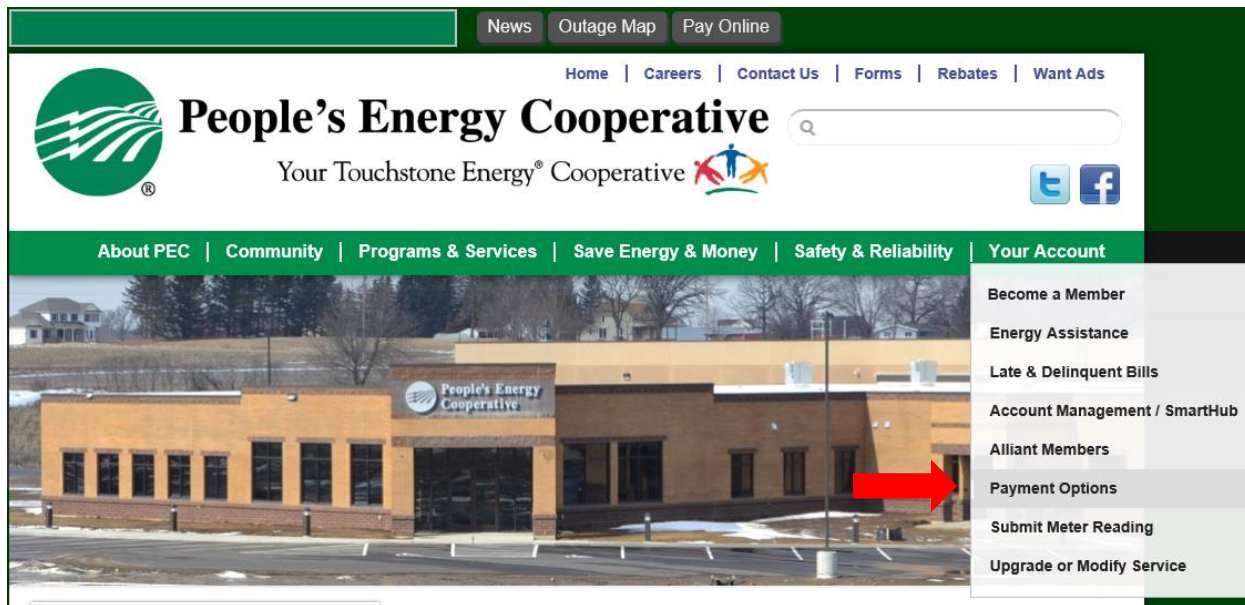 News Outage Map Pay Online
Home | Careers | Contact Us | Forms | Rebates | Want Ads
People's Energy Cooperative
Your Touchstone Energy® Cooperative
®
About PEC | Community | Programs & Services | Save Energy & Money | Safety & Reliability | Your Account
Become a Member
Energy Assistance
Late & Delinquent Bills
People's Energy
Cooperative
Account Management / SmartHub
Alliant Members
Payment Options
Submit Meter Reading
Upgrade or Modify Service